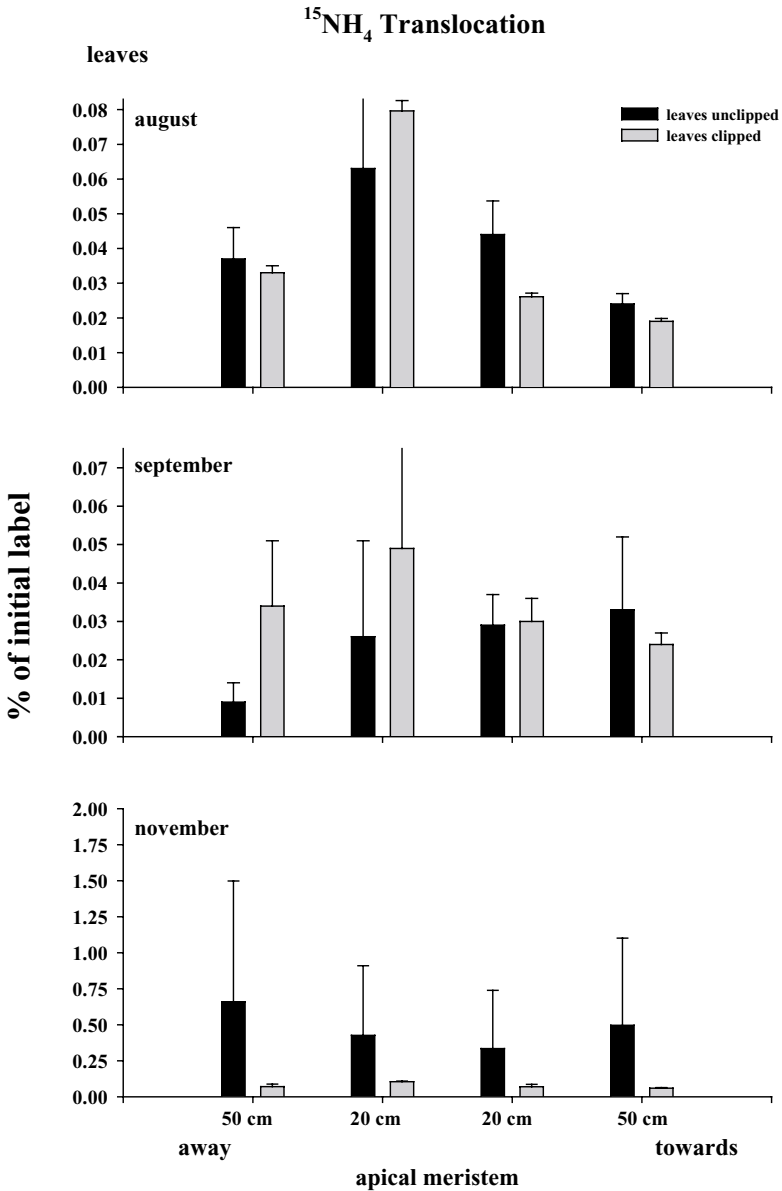 ¹⁵NH₄ Translocation
leaves
august
leaves unclipped
leaves clipped
0.08
0.07
0.06
0.05
0.04
0.03
0.02
0.01
0.00
september
0.07
0.06
0.05
0.04
0.03
0.02
0.01
0.00
% of initial label
november
2.00
1.75
1.50
1.25
1.00
0.75
0.50
0.25
0.00
50 cm 20 cm 20 cm 50 cm
away towards
apical meristem